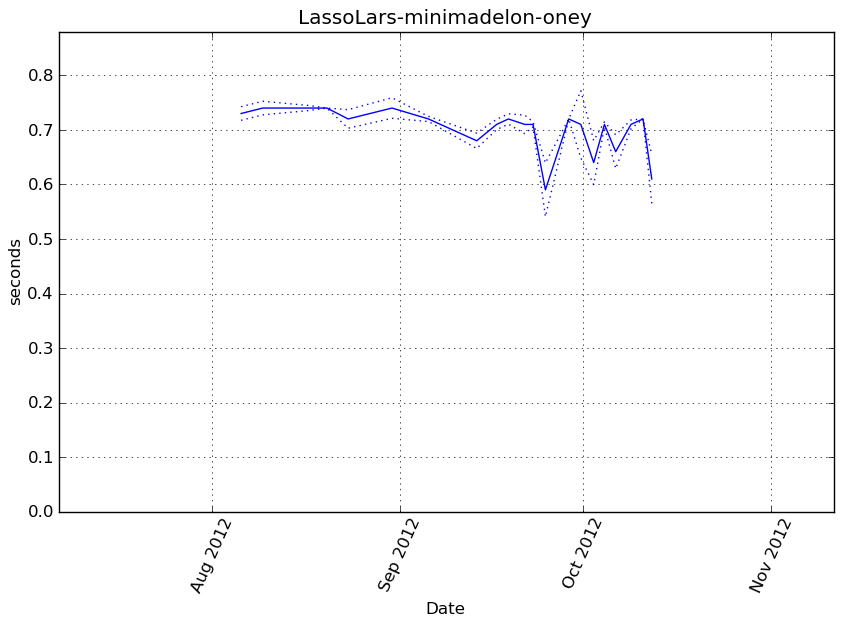 LassoLars-minimadelon-oney
0.8
0.7
0.6
0.5
0.4
0.3
0.2
0.1
0.0
seconds
Aug 2012
Sep 2012
Oct 2012
Nov 2012
Date